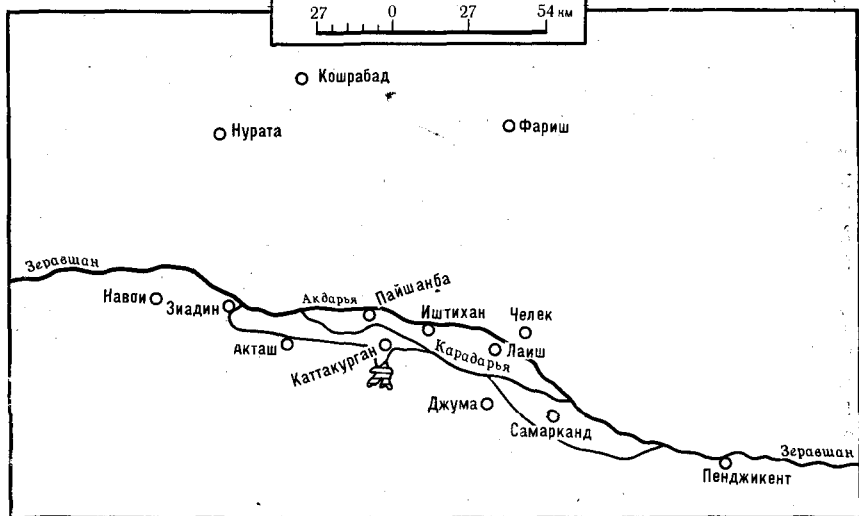 27 0 27 54 км
Кошрабад
Нурата
Фариш
Зеравшан
Навои
Зиадин
Акдарья
Пайшанба
Иштихан
Челек
Акташ
Каттакурган
Карадарья
Лаиш
Джума
Самарканд
Зеравшан
Пенджикент